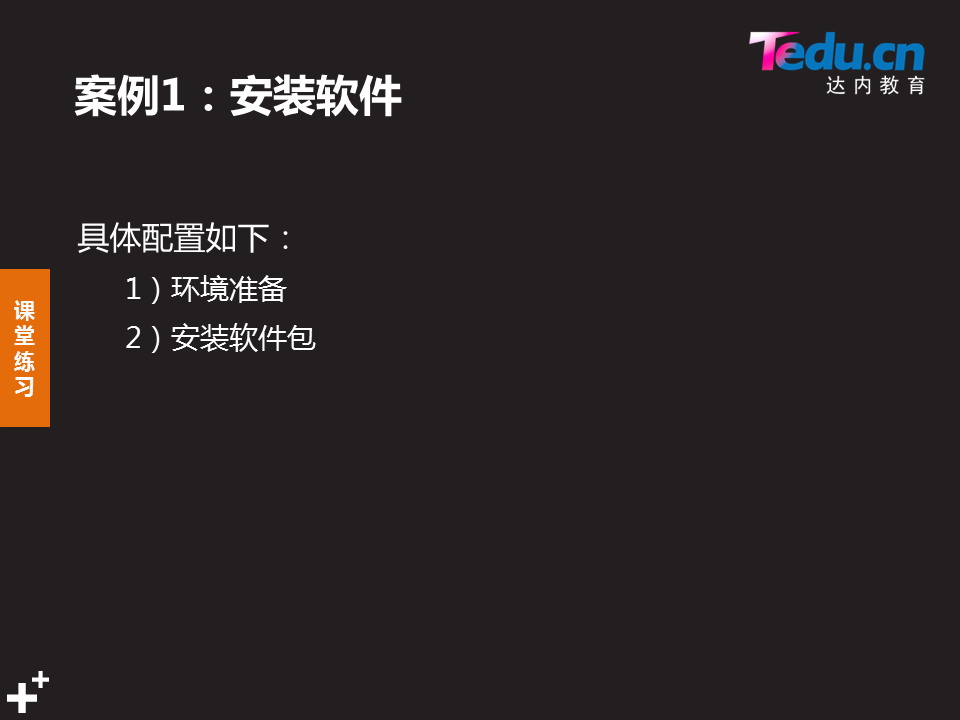 Tedu.cn
达内教育
案例1：安装软件
具体配置如下：
1）环境准备
2）安装软件包
课
堂
练
习